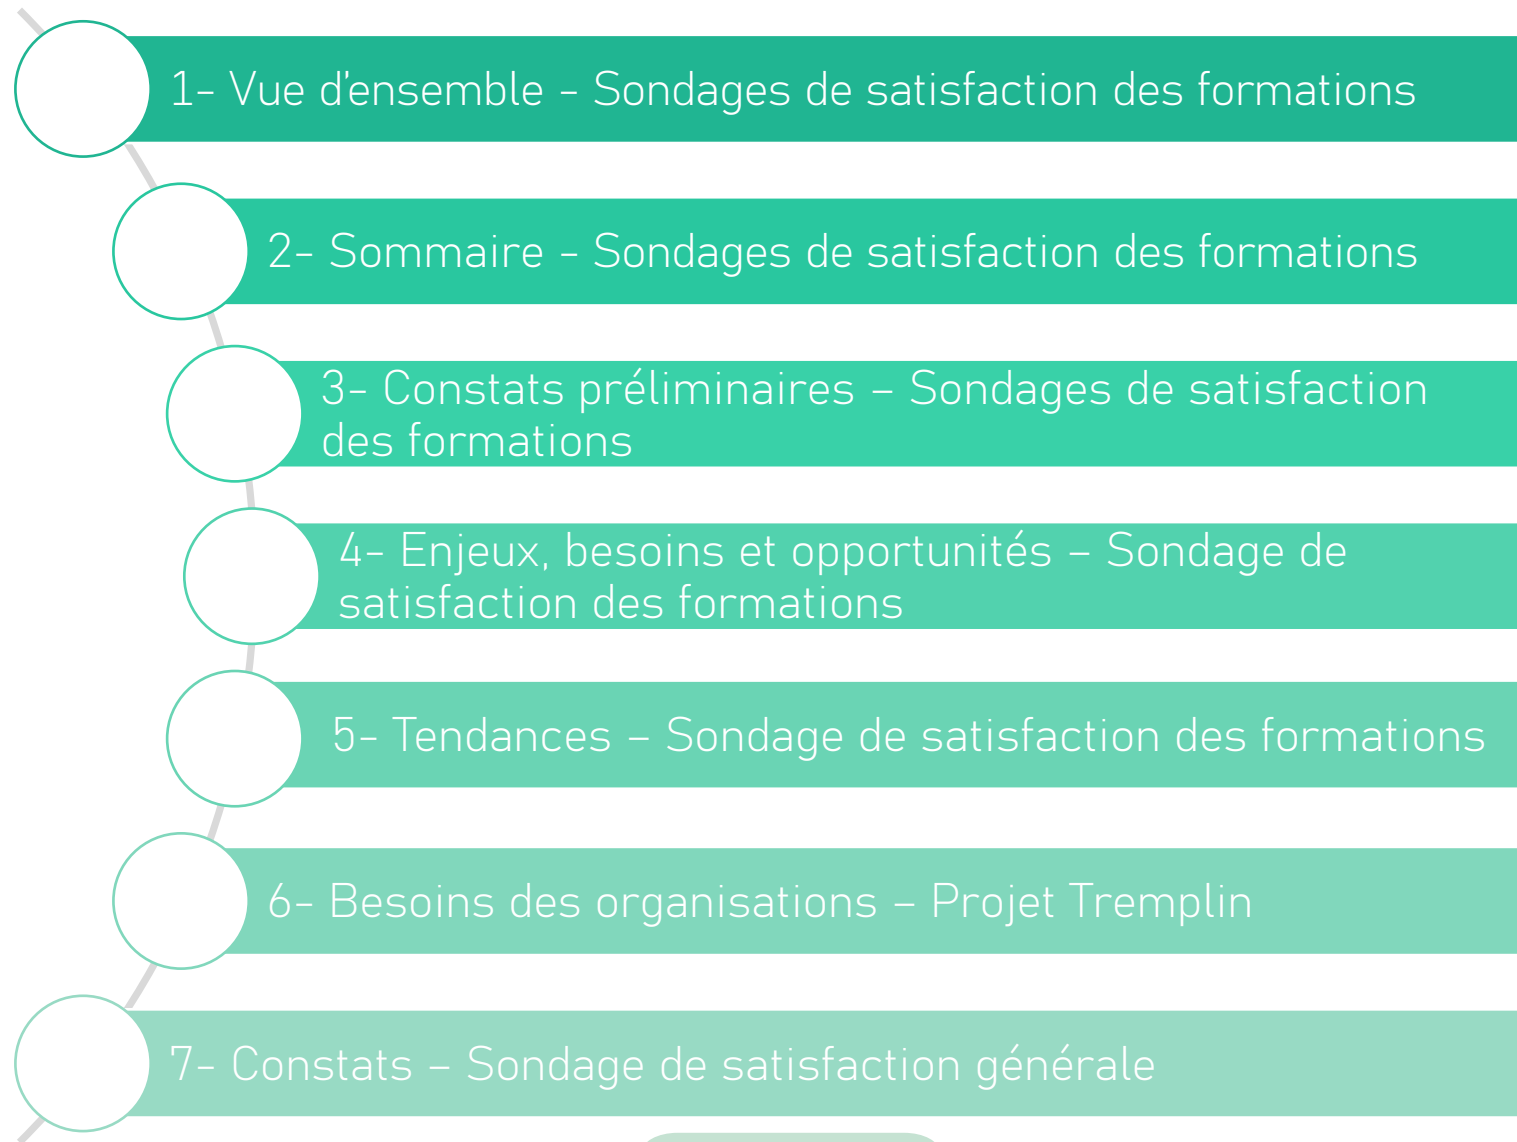 1- Vue d'ensemble - Sondages de satisfaction des formations
2- Sommaire - Sondages de satisfaction des formations
3- Constats préliminaires – Sondages de satisfaction
des formations
4- Enjeux, besoins et opportunités – Sondage de
satisfaction des formations
5- Tendances – Sondage de satisfaction des formations
6- Besoins des organisations – Projet Tremplin
7- Constats – Sondage de satisfaction générale